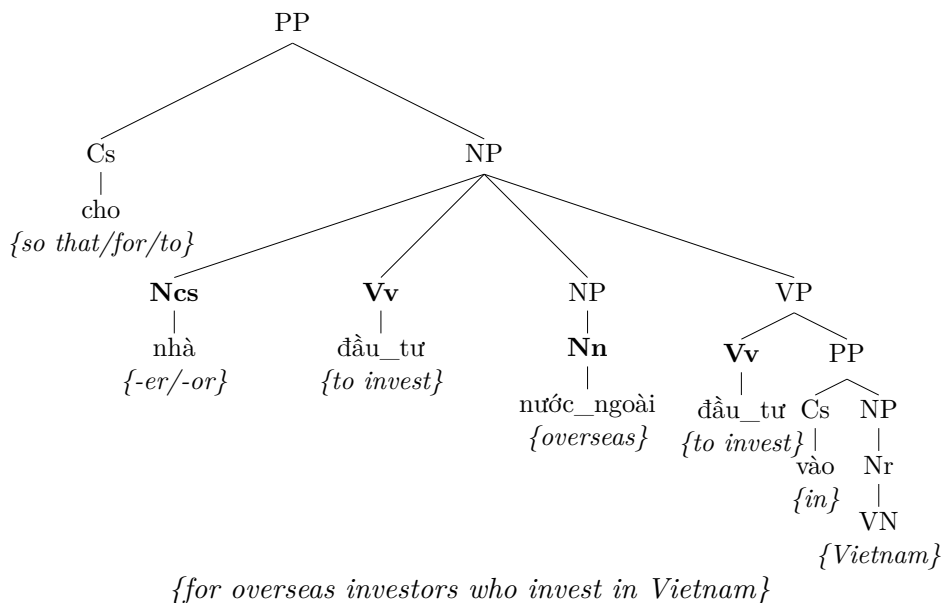 PP
Cs NP
cho
{so that/for/to}
Ncs Vv NP VP
nhà đầu_tư Nn Vv PP
{-er/-or} {to invest}
nước_ngoài đầu_tư Cs NP
{overseas} {to invest}
vào Nr
{in}
VN
{Vietnam}
{for overseas investors who invest in Vietnam}